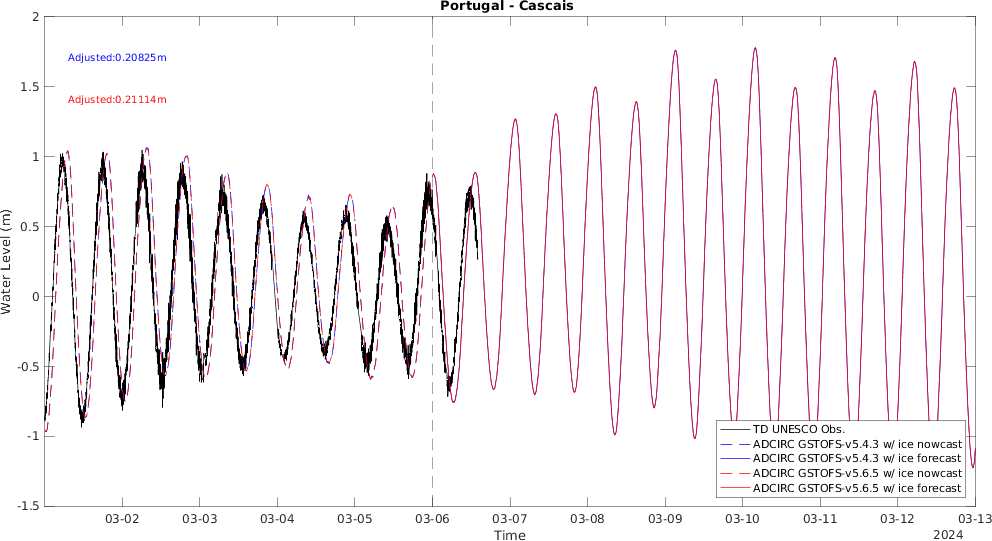 Portugal - Cascais
2
1.5
1
0.5
0
-0.5
-1
-1.5
Water Level (m)
Adjusted:0.20825m
Adjusted:0.21114m
TD UNESCO Obs.
ADCIRC GSTOFS-v5.4.3 w/ ice nowcast
ADCIRC GSTOFS-v5.4.3 w/ ice forecast
ADCIRC GSTOFS-v5.6.5 w/ ice nowcast
ADCIRC GSTOFS-v5.6.5 w/ ice forecast
03-02 03-03 03-04 03-05 03-06 03-07 03-08 03-09 03-10 03-11 03-12 03-13
Time
2024